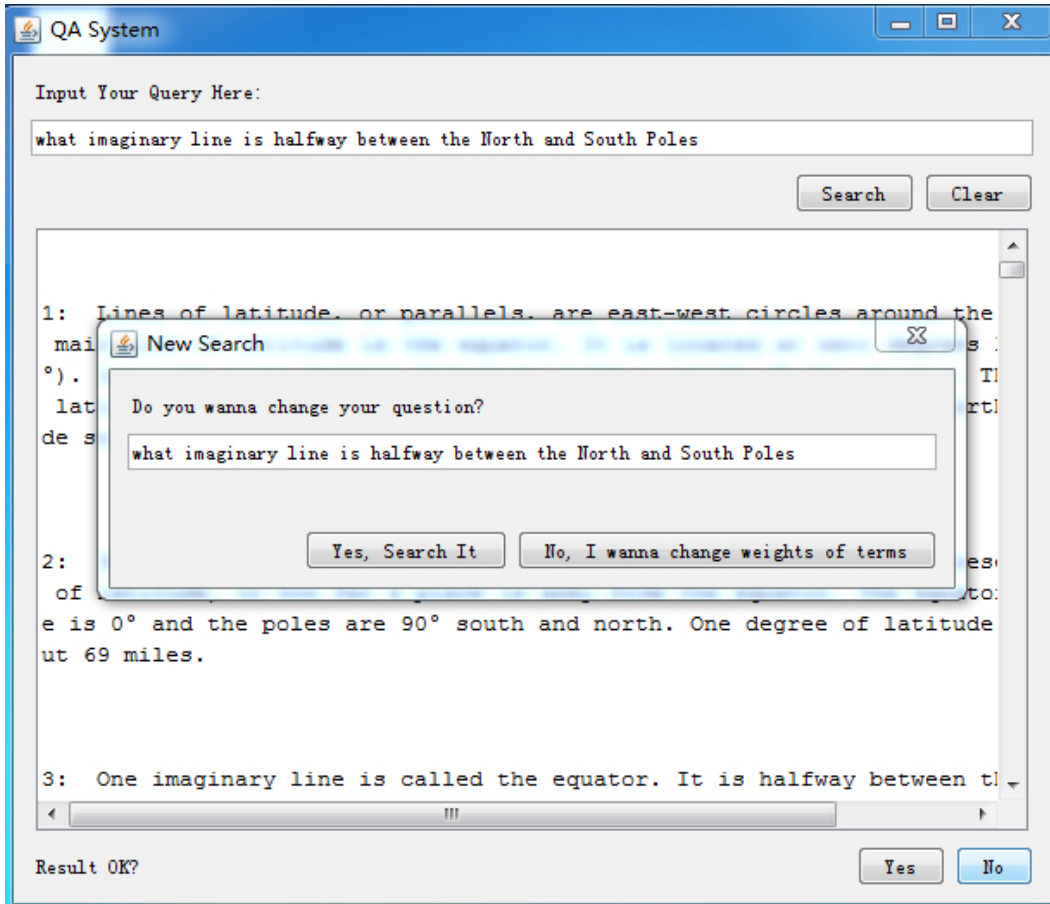 QA System
Input Your Query Here:
what imaginary line is halfway between the North and South Poles
Search
Clear
1: Lines of latitude, or parallels, are east-west circles around the
mai
°).
lat
de s
New Search
Do you wanna change your question?
what imaginary line is halfway between the North and South Poles
Yes, Search It
No, I wanna change weights of terms
2:
of
e is 0° and the poles are 90° south and north. One degree of latitude
ut 69 miles.
3: One imaginary line is called the equator. It is halfway between
Result OK?
Yes
No